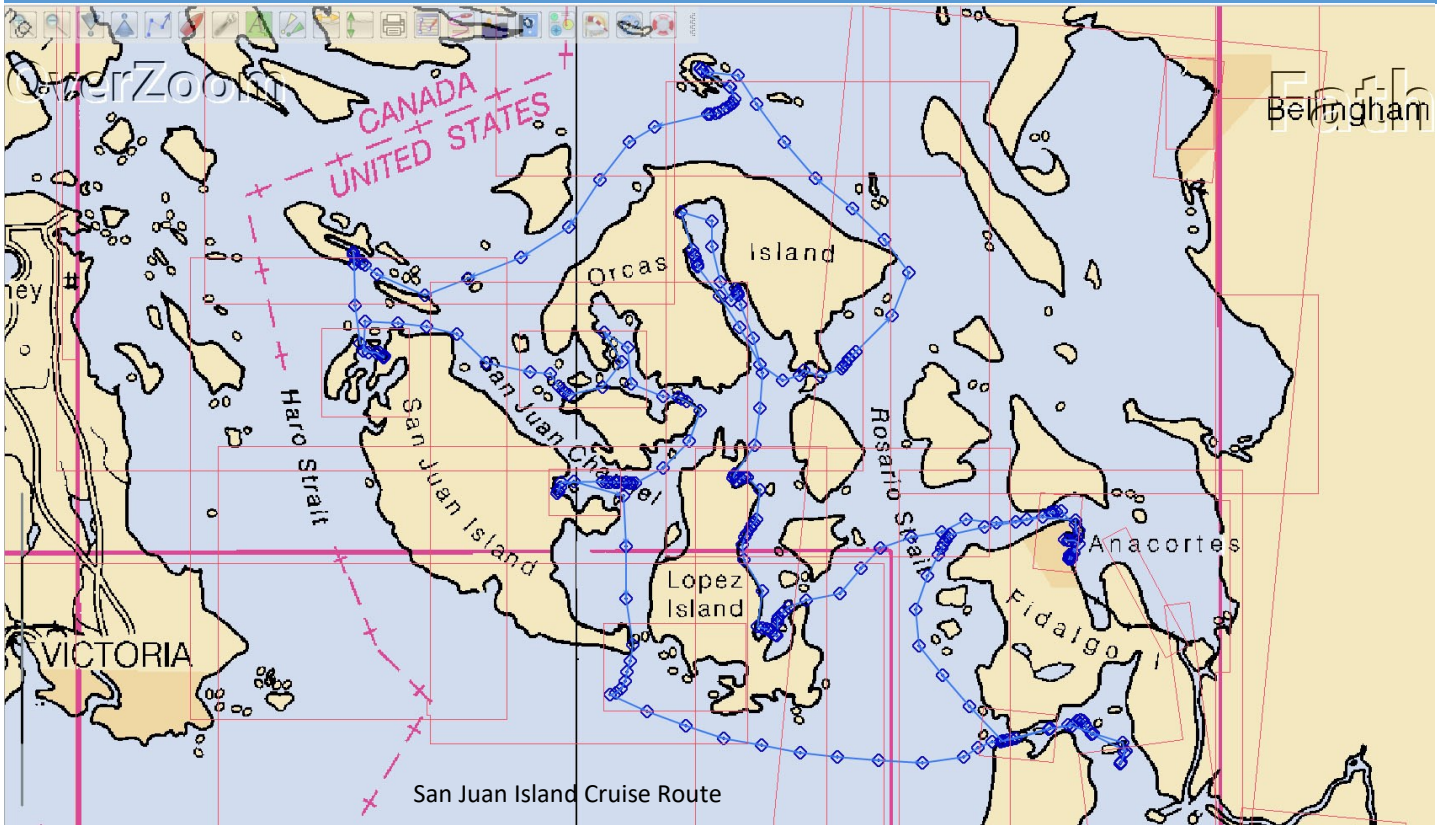 OverZoom
CANADA
UNITED STATES
Fath
Bellingham
Orcas
Island
ney
San Juan Channel
Haro Strait
San Juan Island
Rosario Strait
Anacortes
Lopez
Island
Fidalgo I
VICTORIA
San Juan Island Cruise Route